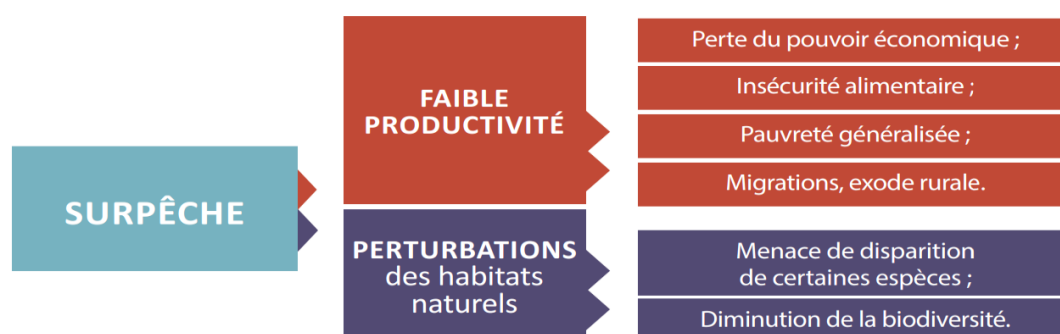 SURPÊCHE
FAIBLE
PRODUCTIVITÉ
Perte du pouvoir économique ;
Insécurité alimentaire ;
Pauvreté généralisée ;
Migrations, exode rurale.
PERTURBATIONS
des habitats
naturels
Menace de disparition
de certaines espèces ;
Diminution de la biodiversité.